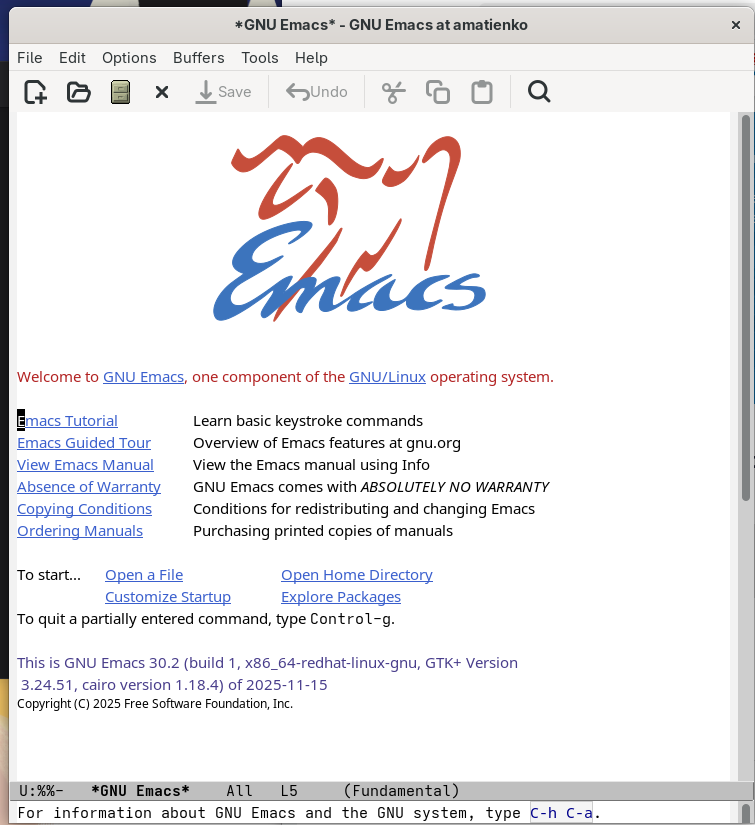 *GNU Emacs* - GNU Emacs at amatienko
File Edit Options Buffers Tools Help
Save Undo
Emacs
Welcome to GNU Emacs, one component of the GNU/Linux operating system.
Emacs Tutorial Learn basic keystroke commands
Emacs Guided Tour Overview of Emacs features at gnu.org
View Emacs Manual View the Emacs manual using Info
Absence of Warranty GNU Emacs comes with ABSOLUTELY NO WARRANTY
Copying Conditions Conditions for redistributing and changing Emacs
Ordering Manuals Purchasing printed copies of manuals
To start... Open a File Open Home Directory
Customize Startup Explore Packages
To quit a partially entered command, type Control-g.
This is GNU Emacs 30.2 (build 1, x86_64-redhat-linux-gnu, GTK+ Version
3.24.51, cairo version 1.18.4) of 2025-11-15
Copyright (C) 2025 Free Software Foundation, Inc.
U:%%- *GNU Emacs* All L5 (Fundamental)
For information about GNU Emacs and the GNU system, type C-h C-a.